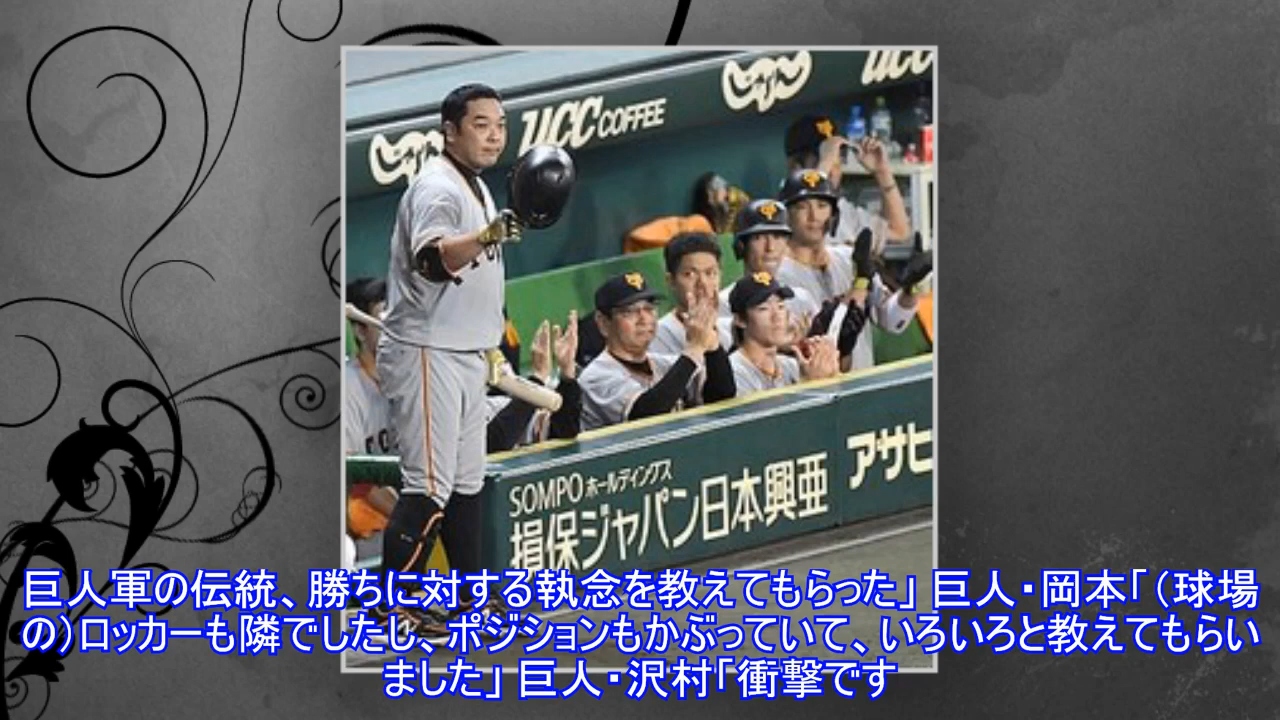 UCC COFFEE
UCC
SOMPOホールディングス
損保ジャパン日本興亜
アサヒ
巨人軍の伝統、勝ちに対する執念を教えてもらった」 巨人・岡本「（球場
の）ロッカーも隣でしたし、ポジションもかぶっていて、いろいろと教えてもらい
ました」 巨人・沢村「衝撃です